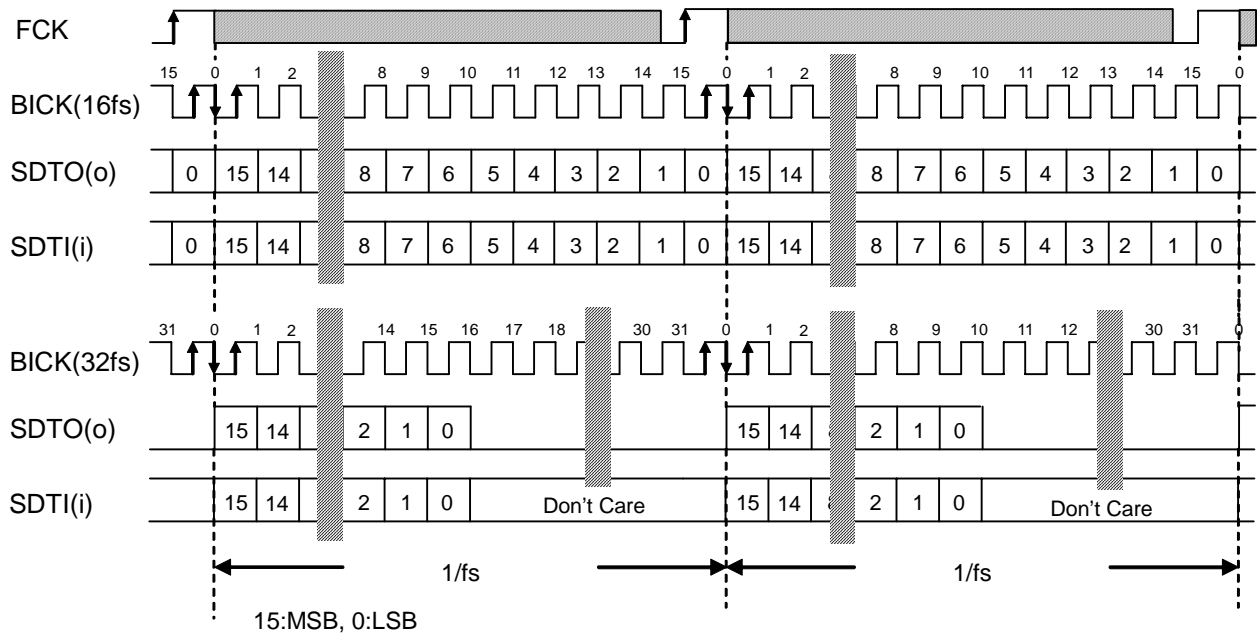 FCK
15 0 1 2 8 9 10 11 12 13 14 15 0 1 2 8 9 10 11 12 13 14 15 0
BICK(16fs)
SDTO(o) 0 15 14 8 7 6 5 4 3 2 1 0 15 14 8 7 6 5 4 3 2 1 0
SDTI(i) 0 15 14 8 7 6 5 4 3 2 1 0 15 14 8 7 6 5 4 3 2 1 0
31 0 1 2 14 15 16 17 18 30 31 0 1 2 8 9 10 11 12 30 31 0
BICK(32fs)
SDTO(o) 15 14 2 1 0 15 14 2 1 0
SDTI(i) 15 14 2 1 0 Don't Care 15 14 2 1 0 Don't Care
1/fs 1/fs
15:MSB, 0:LSB